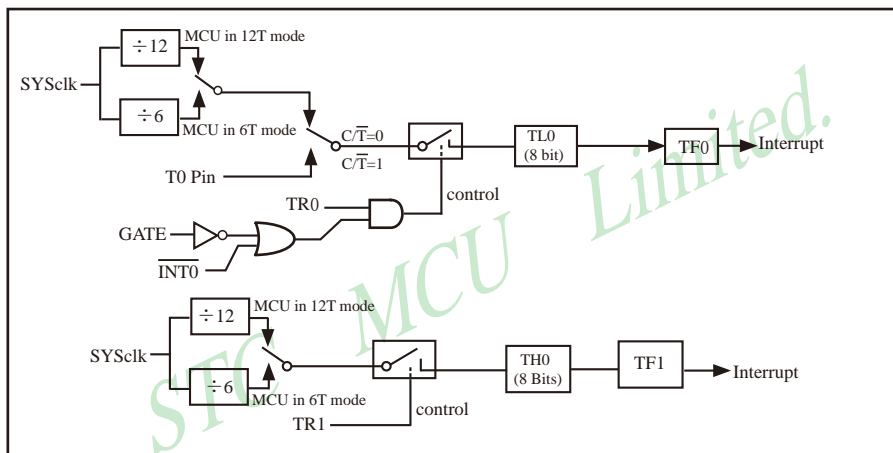 ÷12
MCU in 12T mode
SYSclk
÷6
MCU in 6T mode
C/T̅=0
C/T̅=1
T0 Pin
TL0
(8 bit)
TF0
Interrupt
control
TR0
GATE
I̅N̅T̅0̅
÷12
MCU in 12T mode
SYSclk
÷6
MCU in 6T mode
TH0
(8 Bits)
TF1
Interrupt
control
TR1
STC MCU Limited.